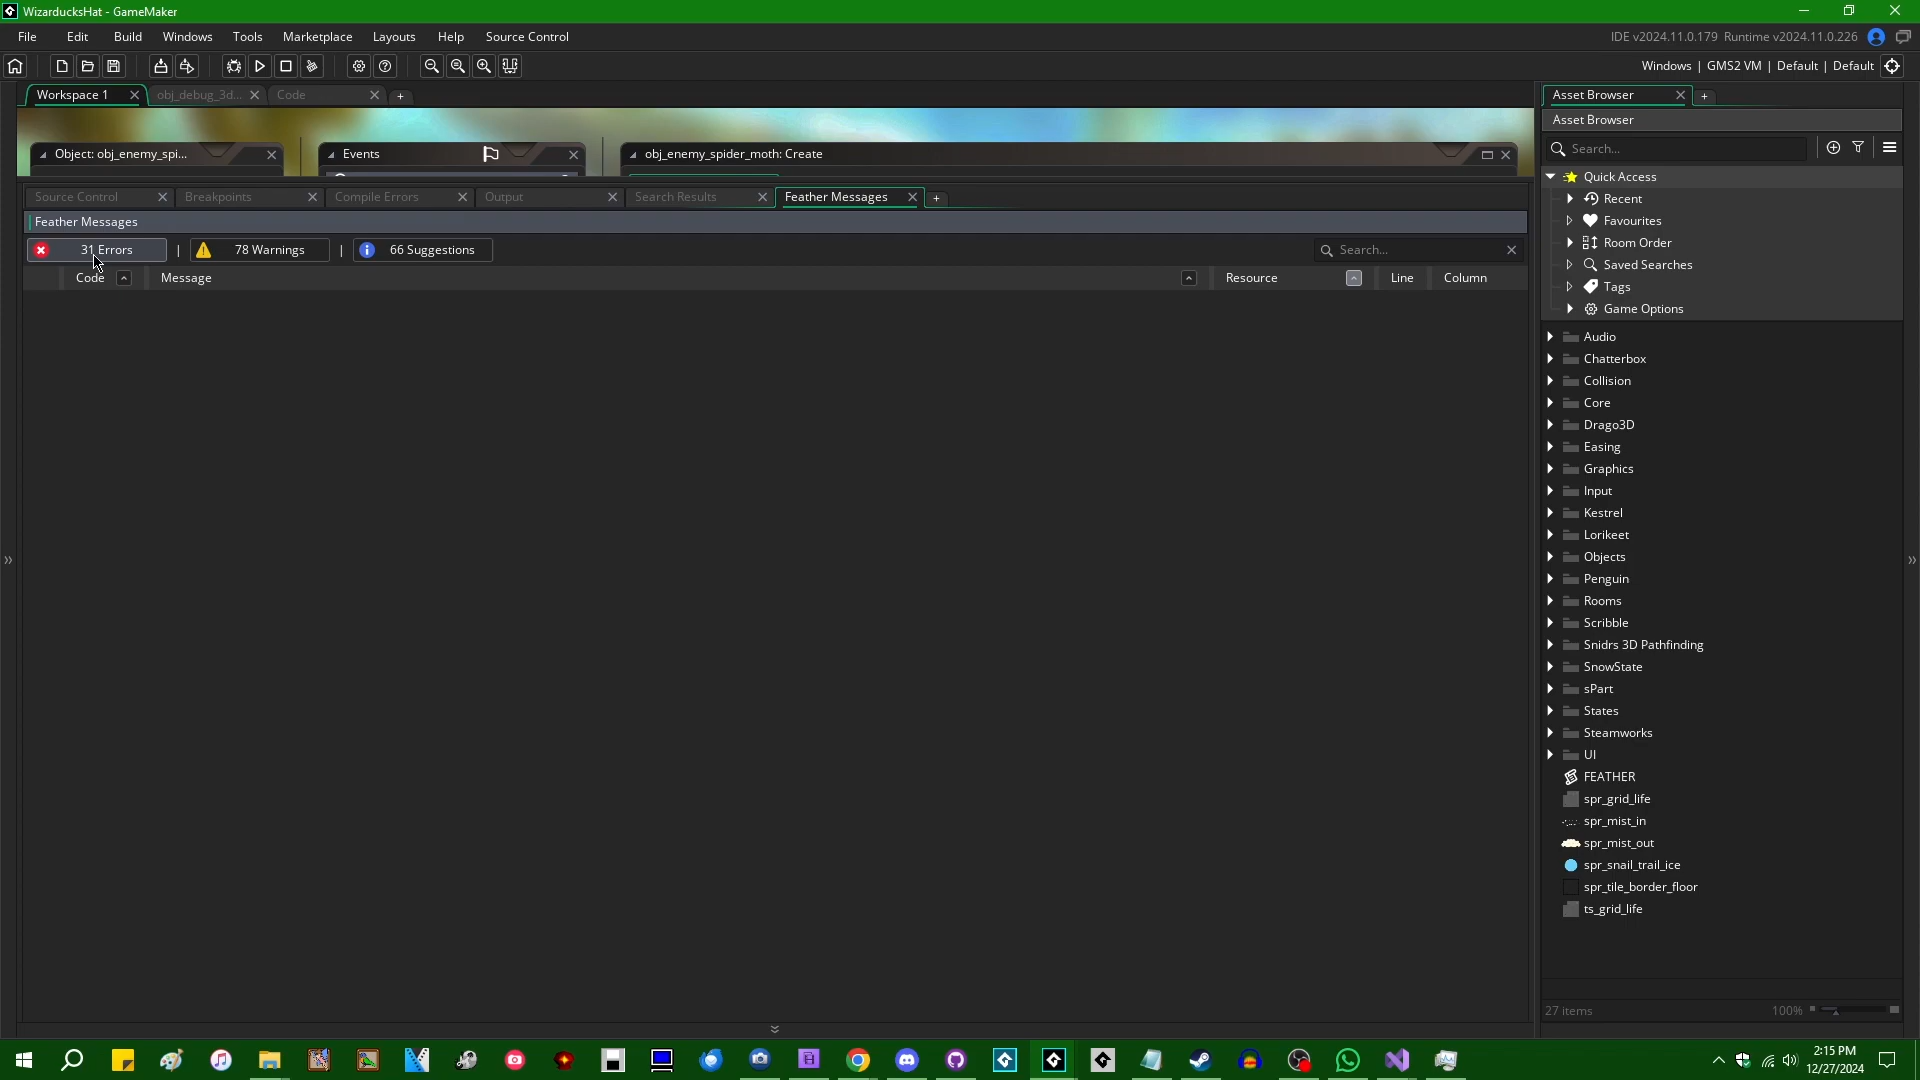 WizarducksHat - GameMaker
File Edit Build Windows Tools Marketplace Layouts Help Source Control
IDE v2024.11.0.179 Runtime v2024.11.0.226
Windows | GMS2 VM | Default | Default
Workspace 1 obj_debug_3d... Code
Asset Browser
Asset Browser
Search...
Object: obj_enemy_spi... Events obj_enemy_spider_moth: Create
Source Control Breakpoints Compile Errors Output Search Results Feather Messages
Feather Messages
31 Errors | 78 Warnings | 66 Suggestions Search...
Code Message Resource Line Column
Quick Access
Recent
Favourites
Room Order
Saved Searches
Tags
Game Options
Audio
Chatterbox
Collision
Core
Drago3D
Easing
Graphics
Input
Kestrel
Lorikeet
Objects
Penguin
Rooms
Scribble
Snidrs 3D Pathfinding
SnowState
sPart
States
Steamworks
UI
FEATHER
spr_grid_life
spr_mist_in
spr_mist_out
spr_snail_trail_ice
spr_tile_border_floor
ts_grid_life
27 items 100%
2:15 PM
12/27/2024